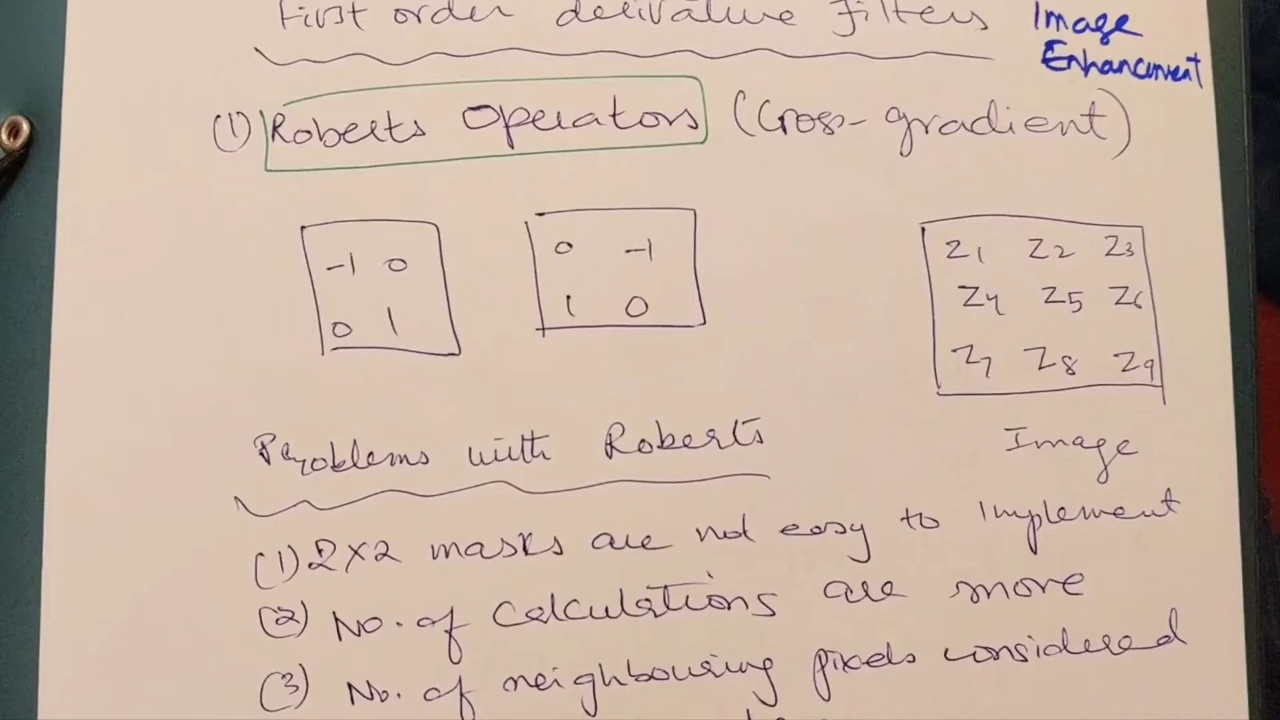 First order derivative filters
Image
Enhancement
(1) Roberts Operators (Cross-gradient)
-1 0
0 1
0 -1
1 0
Z1 Z2 Z3
Z4 Z5 Z6
Z7 Z8 Z9
Image
Problems with Roberts
(1) 2x2 masks are not easy to implement
(2) No. of calculations are more
(3) No. of neighbouring pixels considered